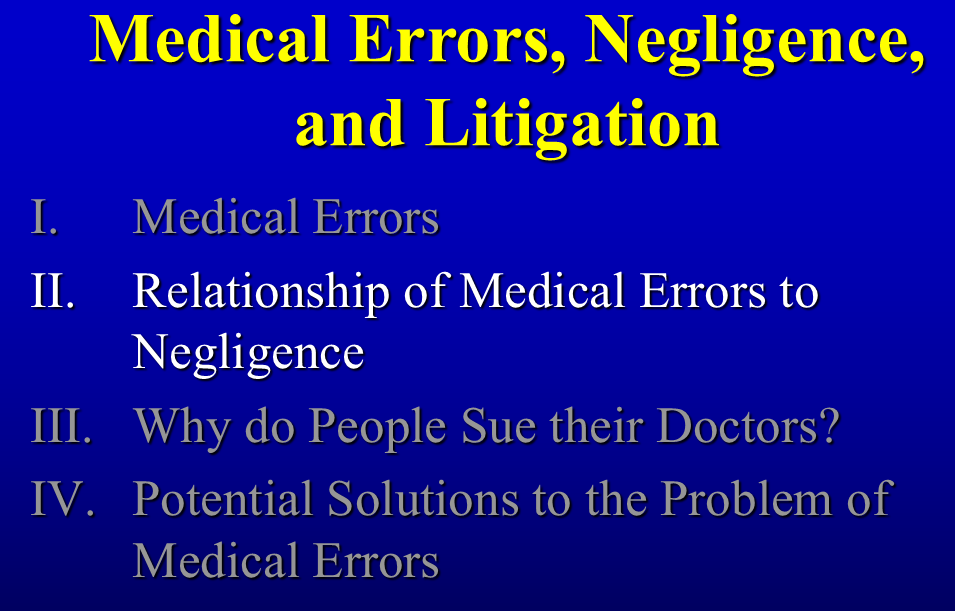 Medical Errors, Negligence,
and Litigation
I. Medical Errors
II. Relationship of Medical Errors to
Negligence
III. Why do People Sue their Doctors?
IV. Potential Solutions to the Problem of
Medical Errors